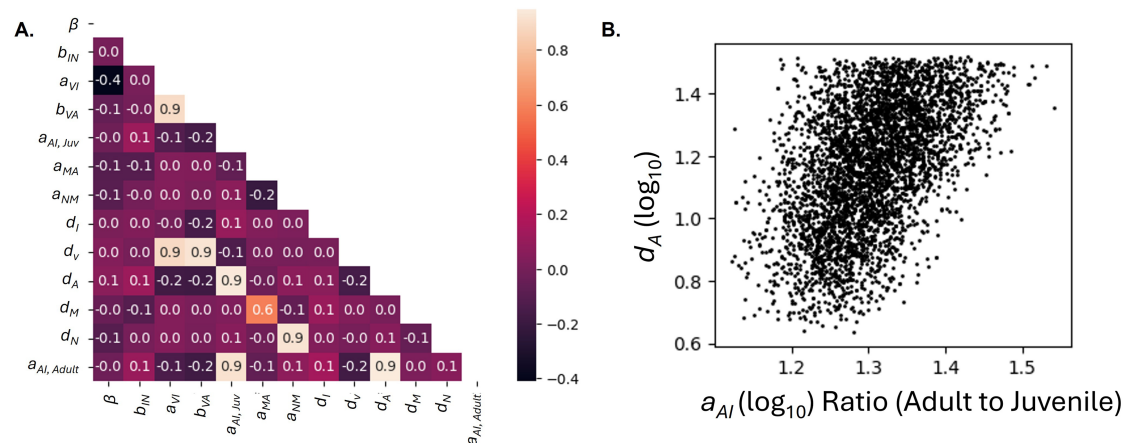 A.
β
b_IN 0.0
a_VI -0.4 0.0
b_VA -0.1 -0.0 0.9
a_AI, Juv -0.0 0.1 -0.1 -0.2
a_MA -0.1 -0.1 0.0 0.0 -0.1
a_NM -0.1 -0.0 0.0 0.0 0.1 -0.2
d_I 0.0 0.0 -0.0 -0.2 0.1 0.0 0.0
d_v 0.0 0.0 0.9 0.9 -0.1 0.0 0.0 0.0
d_A 0.1 0.1 -0.2 -0.2 0.9 -0.0 0.1 0.1 -0.2
d_M -0.0 -0.1 0.0 0.0 0.0 0.6 -0.1 0.1 0.0 0.0
d_N -0.1 0.0 0.0 0.0 0.1 -0.0 0.9 0.0 -0.0 0.1 -0.1
a_AI, Adult -0.0 0.1 -0.1 -0.2 0.9 -0.1 0.1 0.1 -0.2 0.9 0.0 0.1
β b_IN a_VI b_VA a_AI, Juv a_MA a_NM d_I d_v d_A d_M d_N a_AI, Adult
0.8
0.6
0.4
0.2
0.0
−0.2
−0.4
B.
d_A (log10)
1.4
1.2
1.0
0.8
0.6
1.2 1.3 1.4 1.5
a_AI (log10) Ratio (Adult to Juvenile)